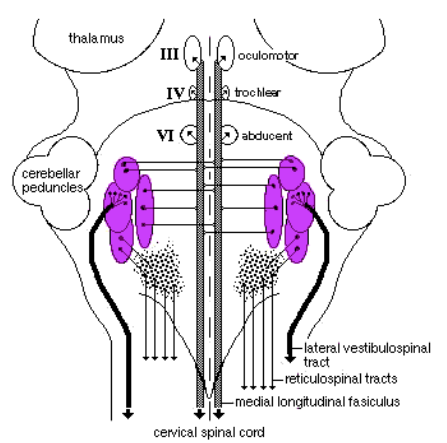 thalamus
III
oculomotor
IV
trochlear
VI
abducent
cerebellar
peduncles
lateral vestibulospinal
tract
reticulospinal tracts
medial longitudinal fasiculus
cervical spinal cord